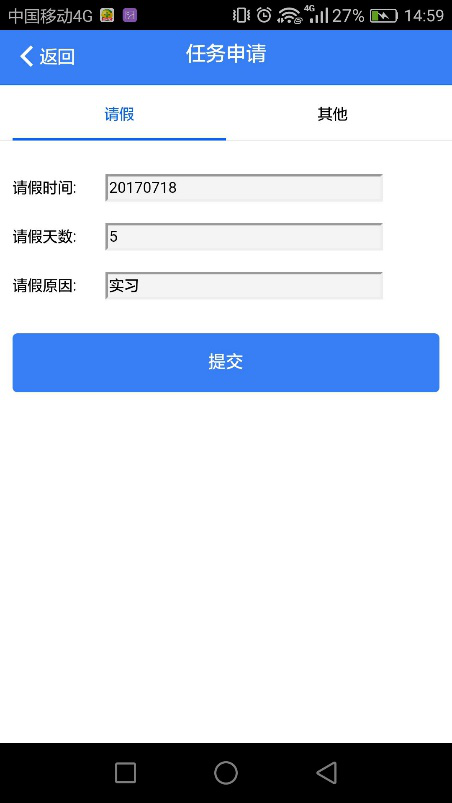 中国移动4G 4G 27% 14:59
返回 任务申请
请假 其他
请假时间: 20170718
请假天数: 5
请假原因: 实习
提交